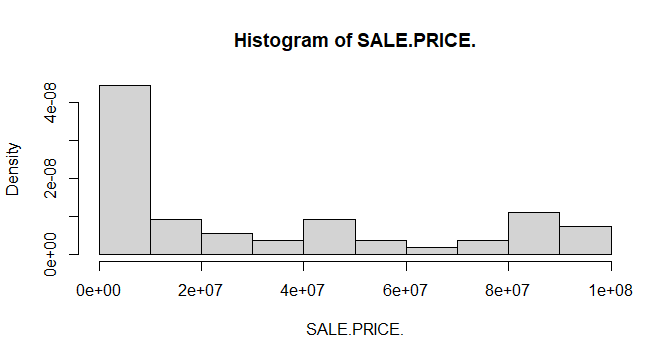 Histogram of SALE.PRICE.
Density
4e-08
2e-08
0e+00
0e+00 2e+07 4e+07 6e+07 8e+07 1e+08
SALE.PRICE.